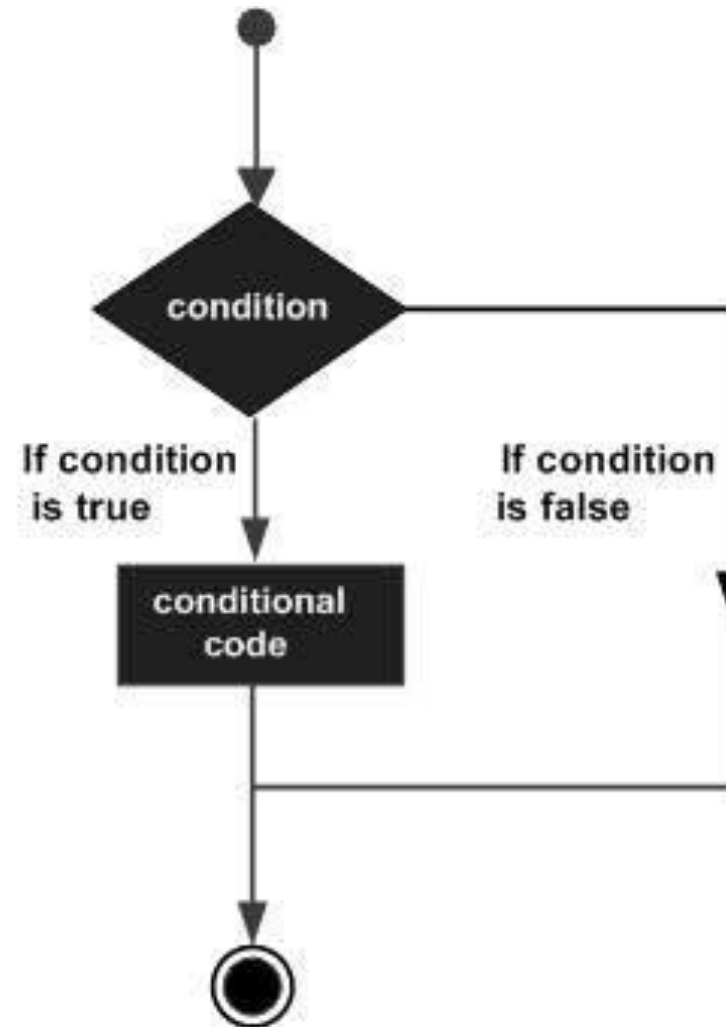 condition
If condition
is true
If condition
is false
conditional
code